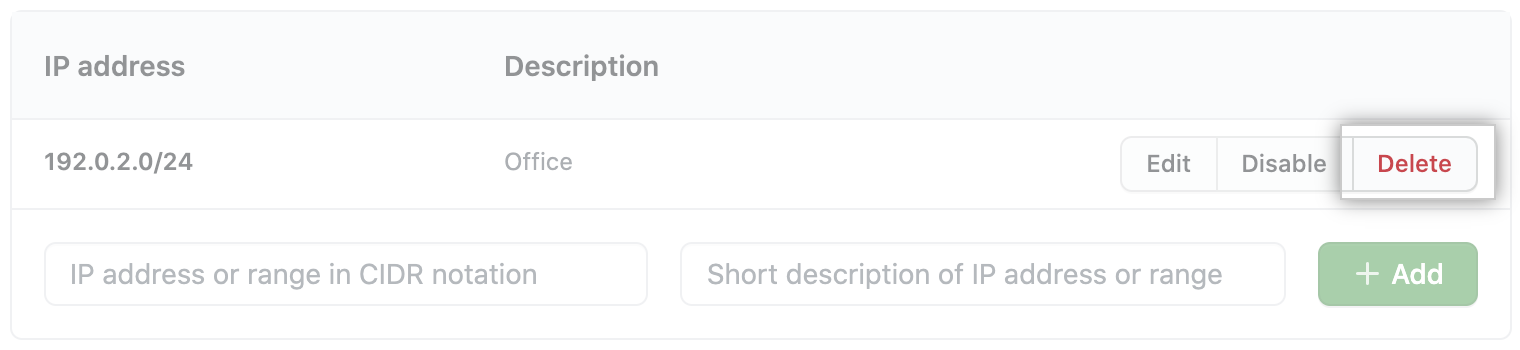 IP address Description
192.0.2.0/24 Office Edit Disable Delete
IP address or range in CIDR notation Short description of IP address or range + Add